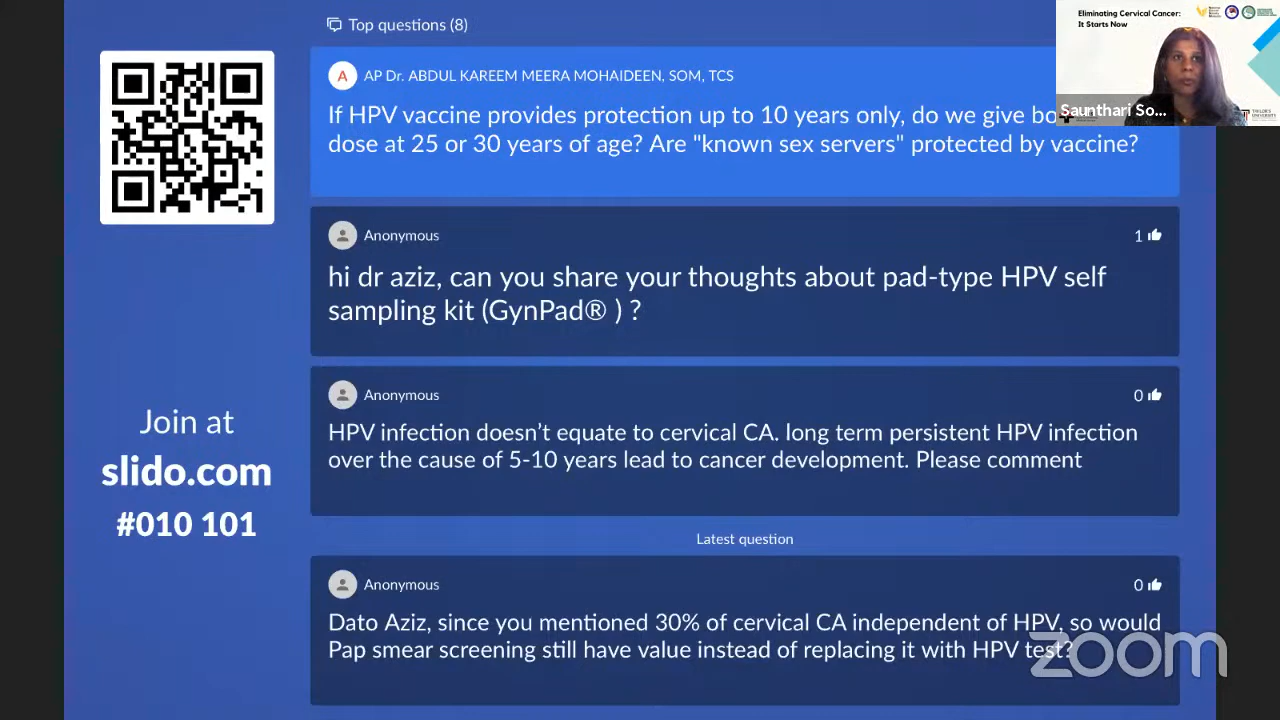 Top questions (8)
A AP Dr. ABDUL KAREEM MEERA MOHAIDEEN, SOM, TCS
If HPV vaccine provides protection up to 10 years only, do we give bo
dose at 25 or 30 years of age? Are "known sex servers" protected by vaccine?
Anonymous
1
hi dr aziz, can you share your thoughts about pad-type HPV self
sampling kit (GynPad® ) ?
Anonymous
0
HPV infection doesn't equate to cervical CA. long term persistent HPV infection
over the cause of 5-10 years lead to cancer development. Please comment
Latest question
Anonymous
0
Dato Aziz, since you mentioned 30% of cervical CA independent of HPV, so would
Pap smear screening still have value instead of replacing it with HPV test?
Join at
slido.com
#010 101
Eliminating Cervical Cancer:
It Starts Now
Saunthari So...
zoom